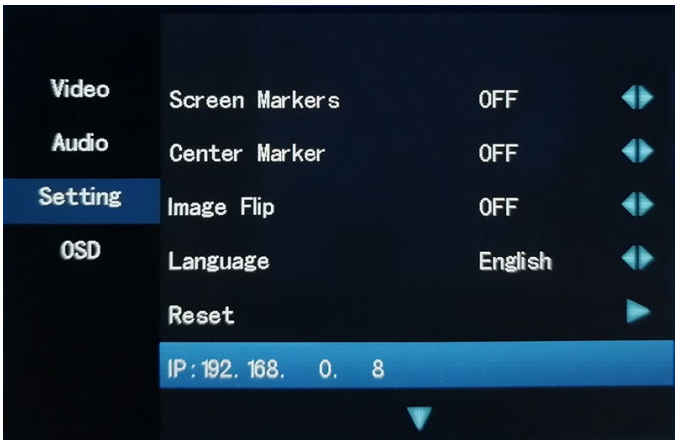 Video
Audio
Setting
OSD
Screen Markers OFF
Center Marker OFF
Image Flip OFF
Language English
Reset
IP:192. 168. 0. 8